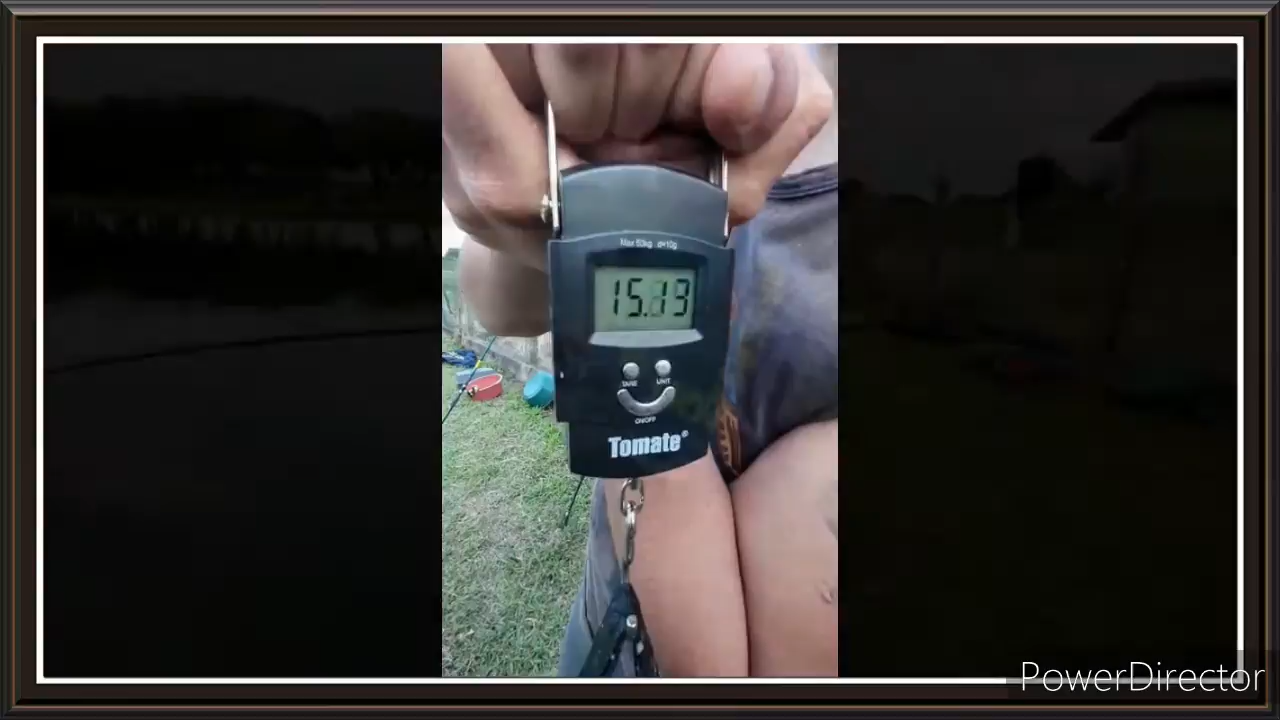 Max 50kg d=10g
15.13
TARE UNIT
ON/OFF
Tomate®
PowerDirector